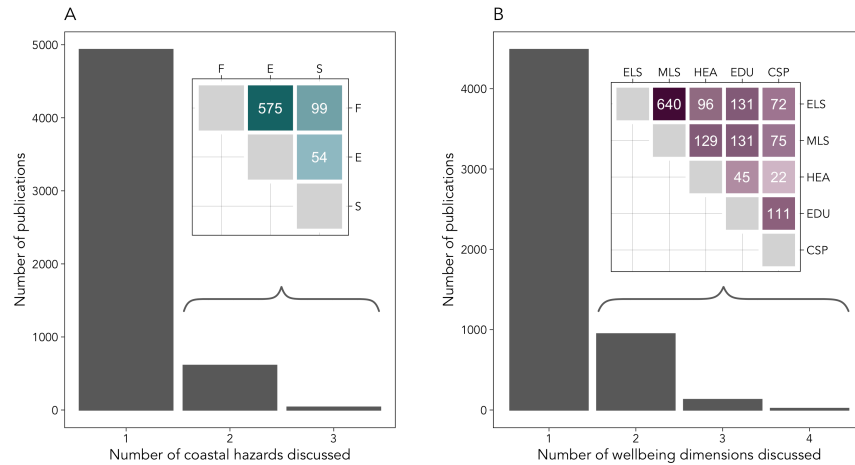 A
B
5000
4000
3000
2000
1000
0
Number of publications
F E S
575 99 F
54 E
S
1 2 3
Number of coastal hazards discussed
4000
3000
2000
1000
0
Number of publications
ELS MLS HEA EDU CSP
640 96 131 72 ELS
129 131 75 MLS
45 22 HEA
111 EDU
CSP
1 2 3 4
Number of wellbeing dimensions discussed